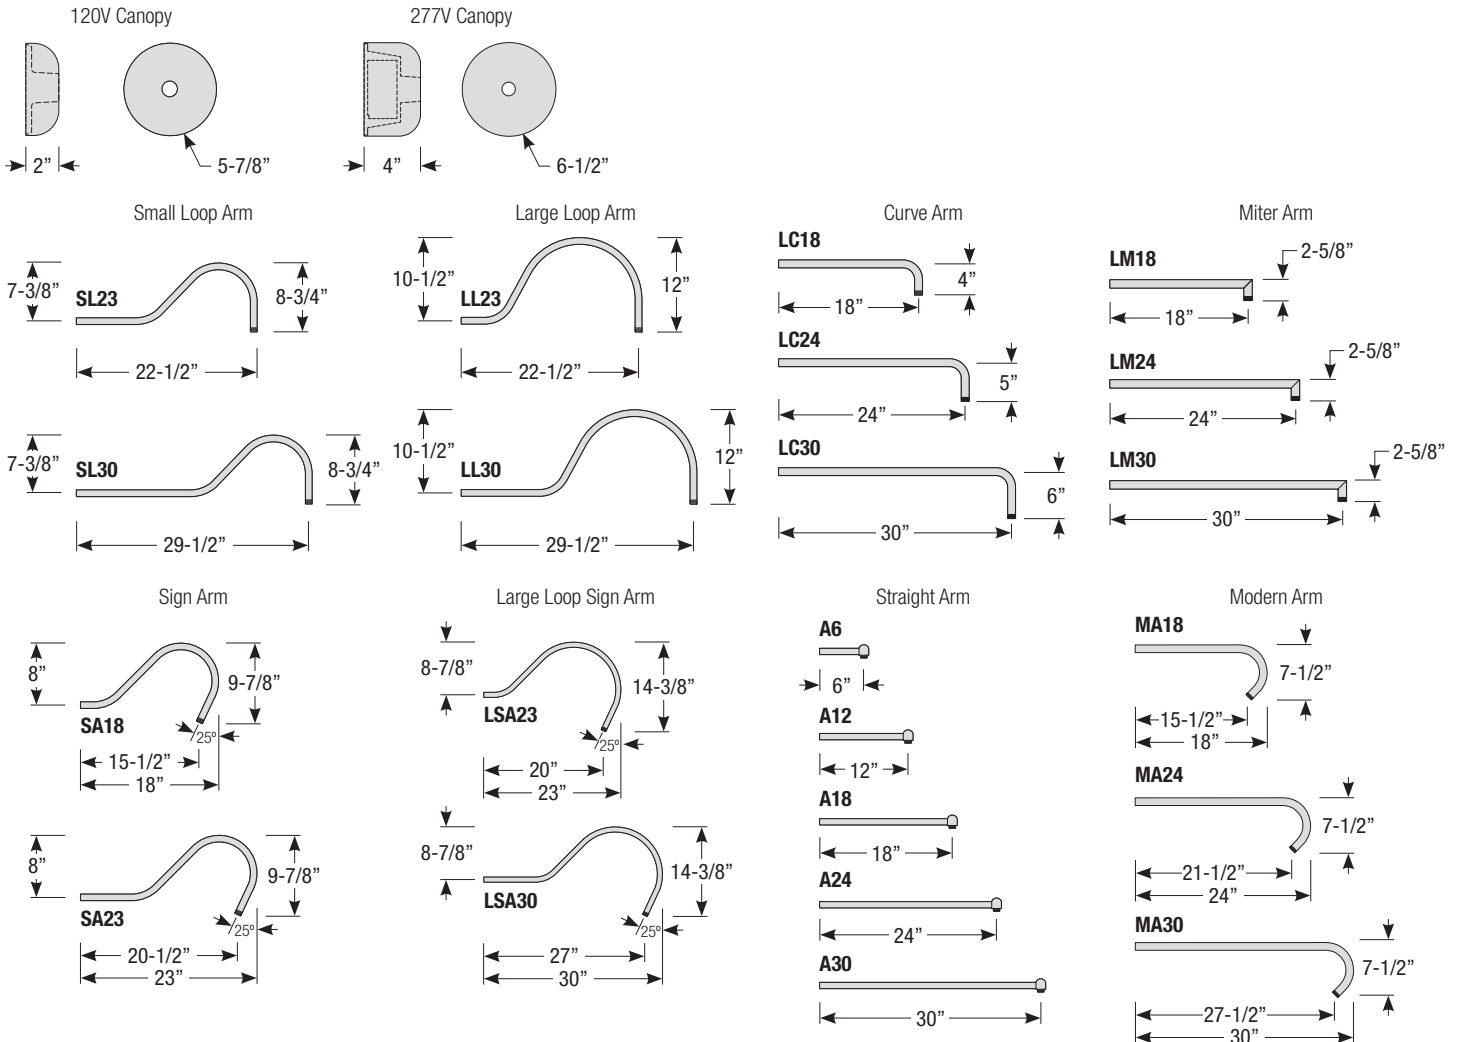 120V Canopy
277V Canopy
2”
5-7/8”
4”
6-1/2”
Small Loop Arm
7-3/8”
SL23
8-3/4”
22-1/2”
7-3/8”
SL30
8-3/4”
29-1/2”
Large Loop Arm
10-1/2”
LL23
12”
22-1/2”
10-1/2”
LL30
12”
29-1/2”
Curve Arm
LC18
4”
18”
LC24
5”
24”
LC30
6”
30”
Miter Arm
LM18
2-5/8”
18”
LM24
2-5/8”
24”
LM30
2-5/8”
30”
Sign Arm
8”
9-7/8”
SA18
25º
15-1/2”
18”
8”
9-7/8”
SA23
25º
20-1/2”
23”
Large Loop Sign Arm
8-7/8”
14-3/8”
LSA23
25º
20”
23”
8-7/8”
14-3/8”
LSA30
25º
27”
30”
Straight Arm
A6
6”
A12
12”
A18
18”
A24
24”
A30
30”
Modern Arm
MA18
7-1/2”
15-1/2”
18”
MA24
7-1/2”
21-1/2”
24”
MA30
7-1/2”
27-1/2”
30”